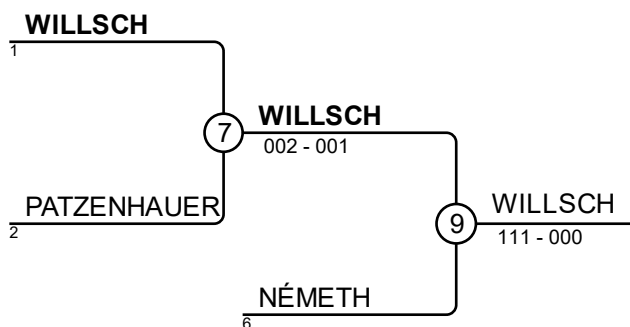 WILLSCH
1
7
WILLSCH
002 - 001
PATZENHAUER
2
9
WILLSCH
111 - 000
NÉMETH
6